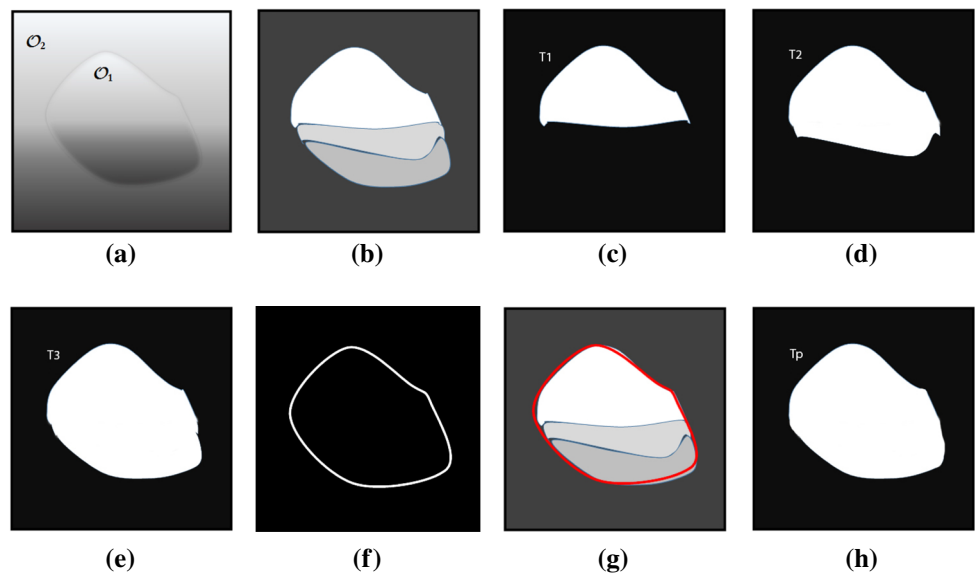 𝒪₂
𝒪₁
T1
T2
(a) (b) (c) (d)
T3
Tp
(e) (f) (g) (h)